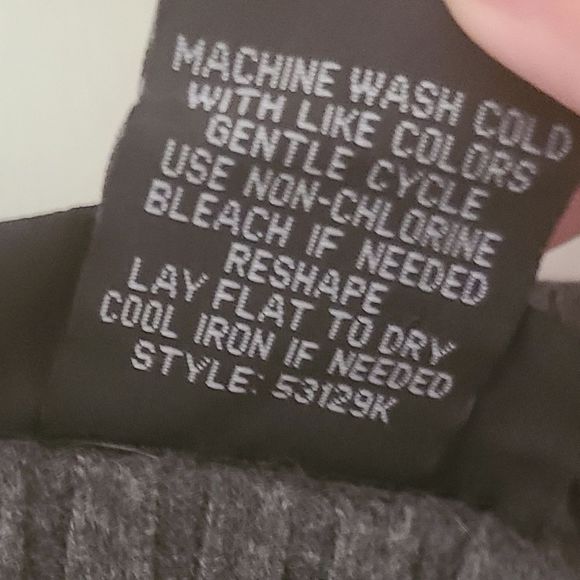 MACHINE WASH COLD
WITH LIKE COLORS
GENTLE CYCLE
USE NON-CHLORINE
BLEACH IF NEEDED
RESHAPE
LAY FLAT TO DRY
COOL IRON IF NEEDED
STYLE: 53129K